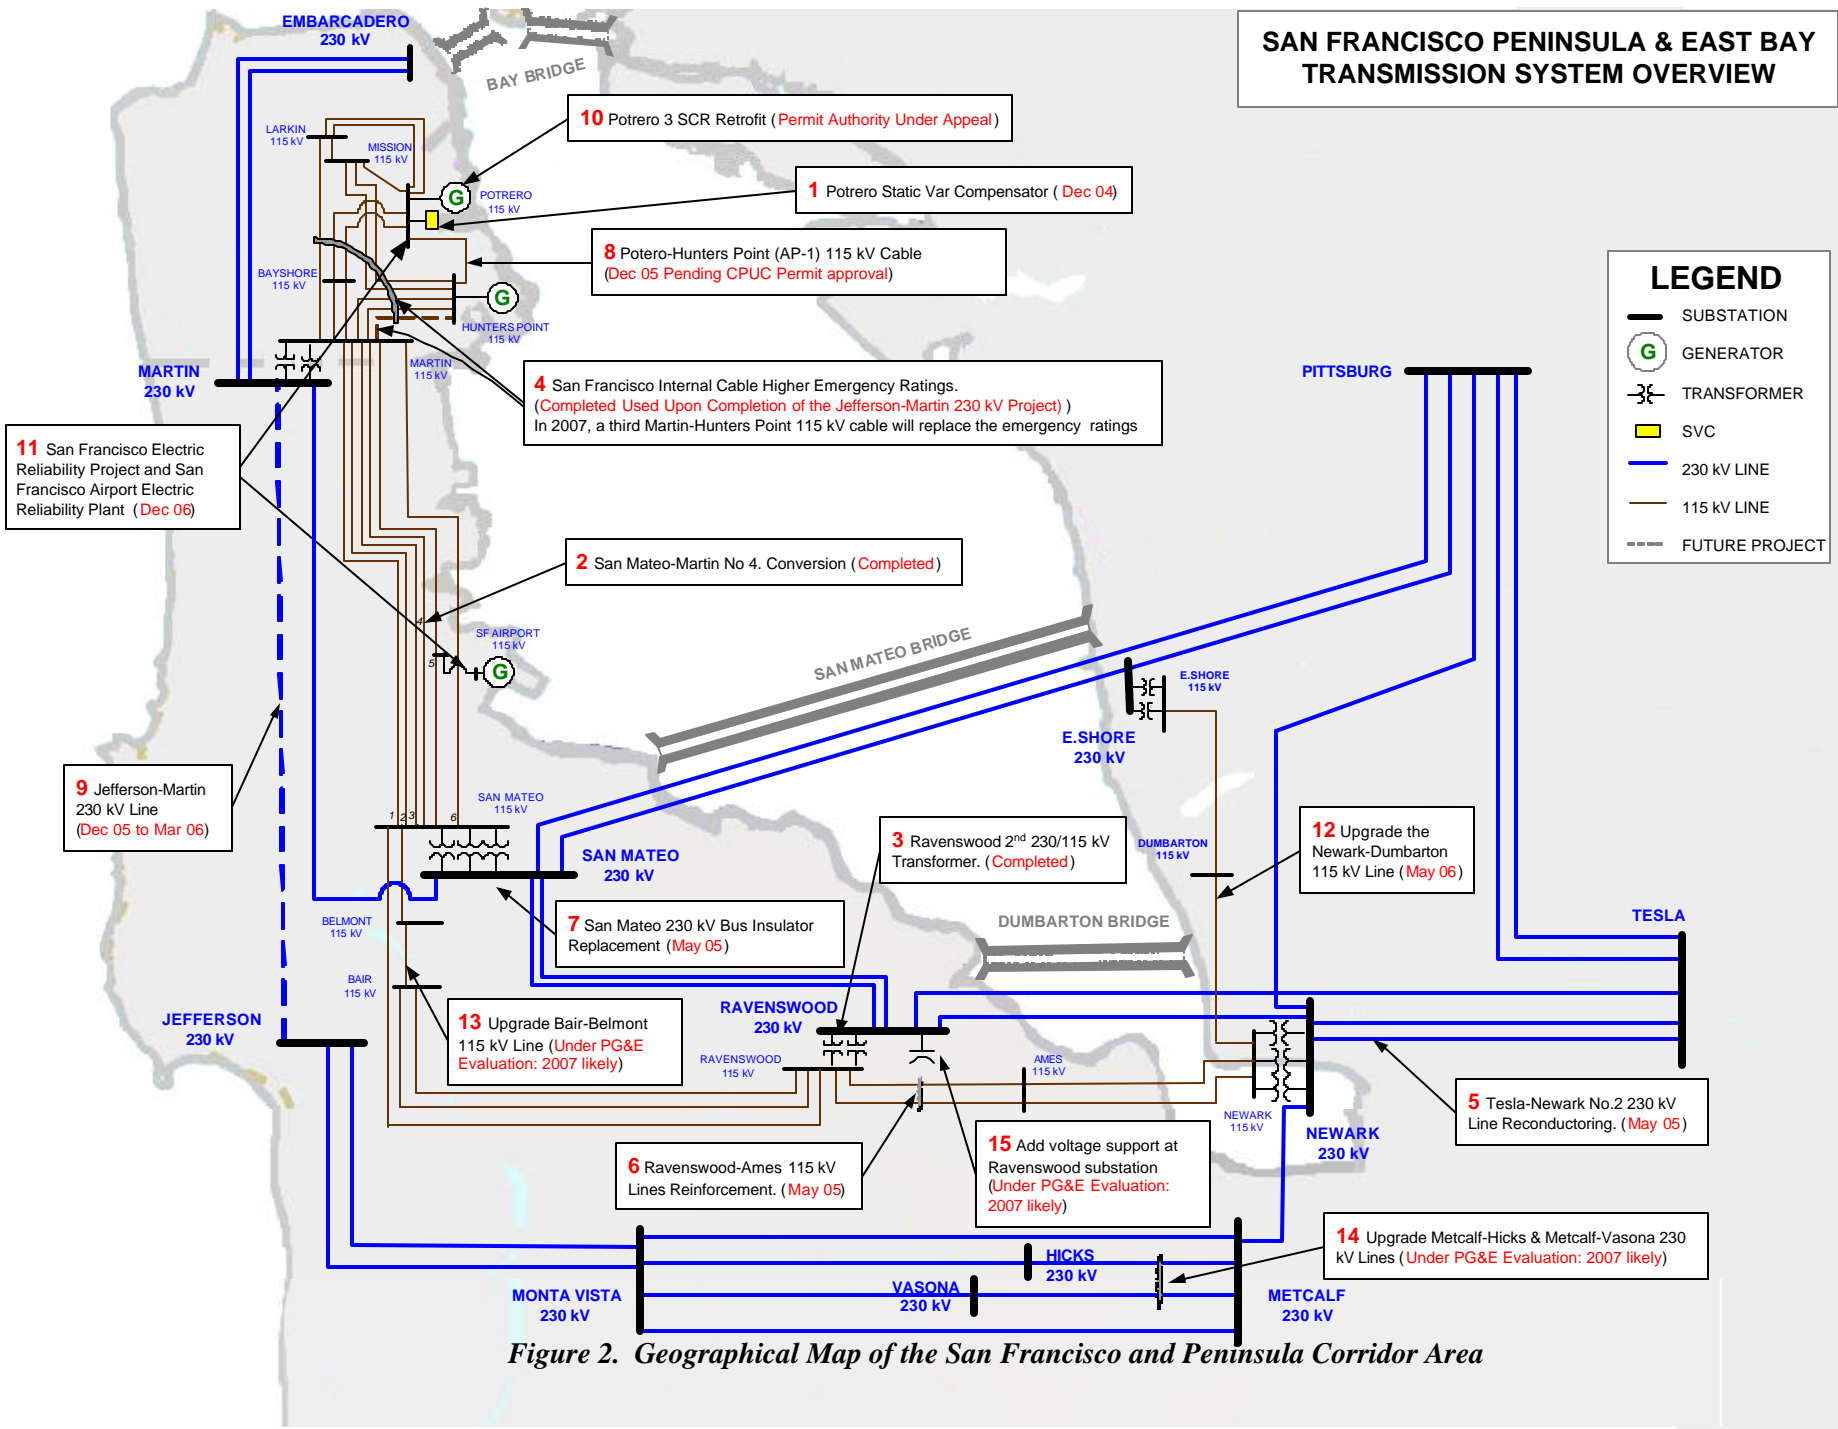 EMBARCADERO
230 kV
SAN FRANCISCO PENINSULA & EAST BAY
TRANSMISSION SYSTEM OVERVIEW
BAY BRIDGE
10 Potrero 3 SCR Retrofit (Permit Authority Under Appeal)
LARKIN
115 kV
MISSION
115 kV
G
POTRERO
115 kV
1 Potrero Static Var Compensator ( Dec 04)
8 Potero-Hunters Point (AP-1) 115 kV Cable
(Dec 05 Pending CPUC Permit approval)
BAYSHORE
115 kV
G
HUNTERS POINT
115 kV
LEGEND
SUBSTATION
G GENERATOR
TRANSFORMER
SVC
230 kV LINE
115 kV LINE
FUTURE PROJECT
MARTIN
230 kV
MARTIN
115 kV
4 San Francisco Internal Cable Higher Emergency Ratings.
(Completed Used Upon Completion of the Jefferson-Martin 230 kV Project) )
In 2007, a third Martin-Hunters Point 115 kV cable will replace the emergency ratings
PITTSBURG
11 San Francisco Electric
Reliability Project and San
Francisco Airport Electric
Reliability Plant (Dec 06)
2 San Mateo-Martin No 4. Conversion (Completed)
4
SF AIRPORT
115 kV
5
G
SAN MATEO BRIDGE
E.SHORE
115 kV
E.SHORE
230 kV
9 Jefferson-Martin
230 kV Line
(Dec 05 to Mar 06)
SAN MATEO
115 kV
1 2 3 6
SAN MATEO
230 kV
3 Ravenswood 2nd 230/115 kV
Transformer. (Completed)
DUMBARTON
115 kV
12 Upgrade the
Newark-Dumbarton
115 kV Line (May 06)
BELMONT
115 kV
7 San Mateo 230 kV Bus Insulator
Replacement (May 05)
DUMBARTON BRIDGE
TESLA
BAIR
115 kV
JEFFERSON
230 kV
13 Upgrade Bair-Belmont
115 kV Line (Under PG&E
Evaluation: 2007 likely)
RAVENSWOOD
230 kV
RAVENSWOOD
115 kV
AMES
115 kV
NEWARK
115 kV
NEWARK
230 kV
5 Tesla-Newark No.2 230 kV
Line Reconductoring. (May 05)
6 Ravenswood-Ames 115 kV
Lines Reinforcement. (May 05)
15 Add voltage support at
Ravenswood substation
(Under PG&E Evaluation:
2007 likely)
14 Upgrade Metcalf-Hicks & Metcalf-Vasona 230
kV Lines (Under PG&E Evaluation: 2007 likely)
HICKS
230 kV
VASONA
230 kV
MONTA VISTA
230 kV
METCALF
230 kV
Figure 2. Geographical Map of the San Francisco and Peninsula Corridor Area